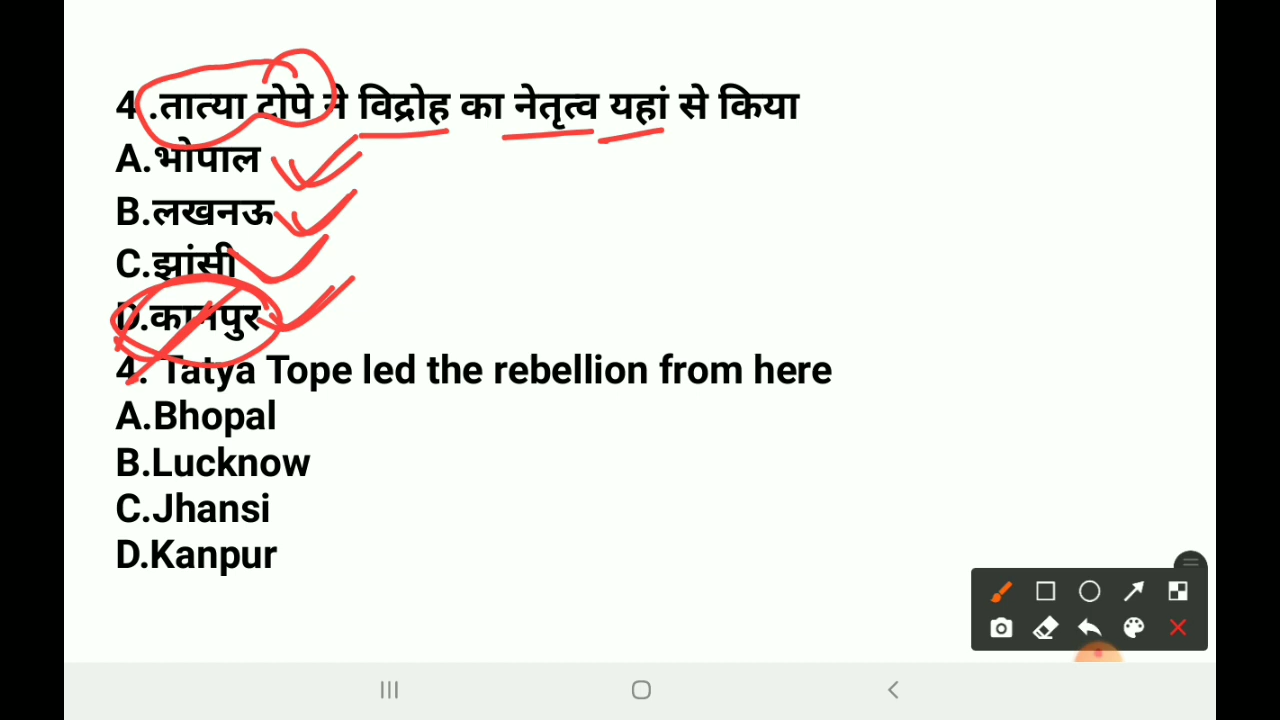 4 .तात्या टोपे ने विद्रोह का नेतृत्व यहां से किया
A.भोपाल
B.लखनऊ
C.झांसी
D.कानपुर
4. Tatya Tope led the rebellion from here
A.Bhopal
B.Lucknow
C.Jhansi
D.Kanpur